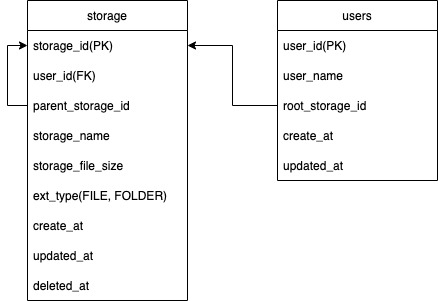 storage
storage_id(PK)
user_id(FK)
parent_storage_id
storage_name
storage_file_size
ext_type(FILE, FOLDER)
create_at
updated_at
deleted_at
users
user_id(PK)
user_name
root_storage_id
create_at
updated_at